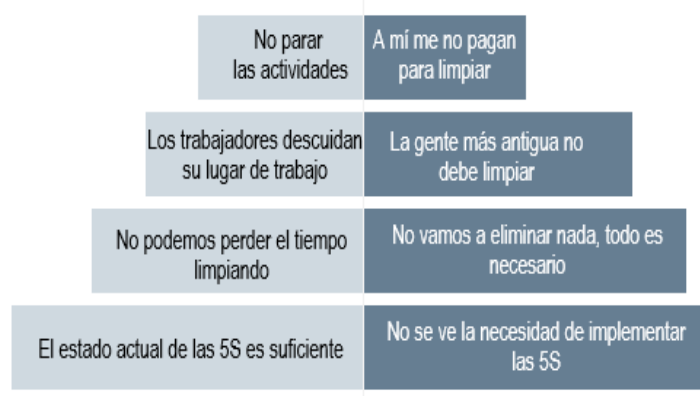 No parar
las actividades
A mí me no pagan
para limpiar
Los trabajadores descuidan
su lugar de trabajo
La gente más antigua no
debe limpiar
No podemos perder el tiempo
limpiando
No vamos a eliminar nada, todo es
necesario
El estado actual de las 5S es suficiente
No se ve la necesidad de implementar
las 5S